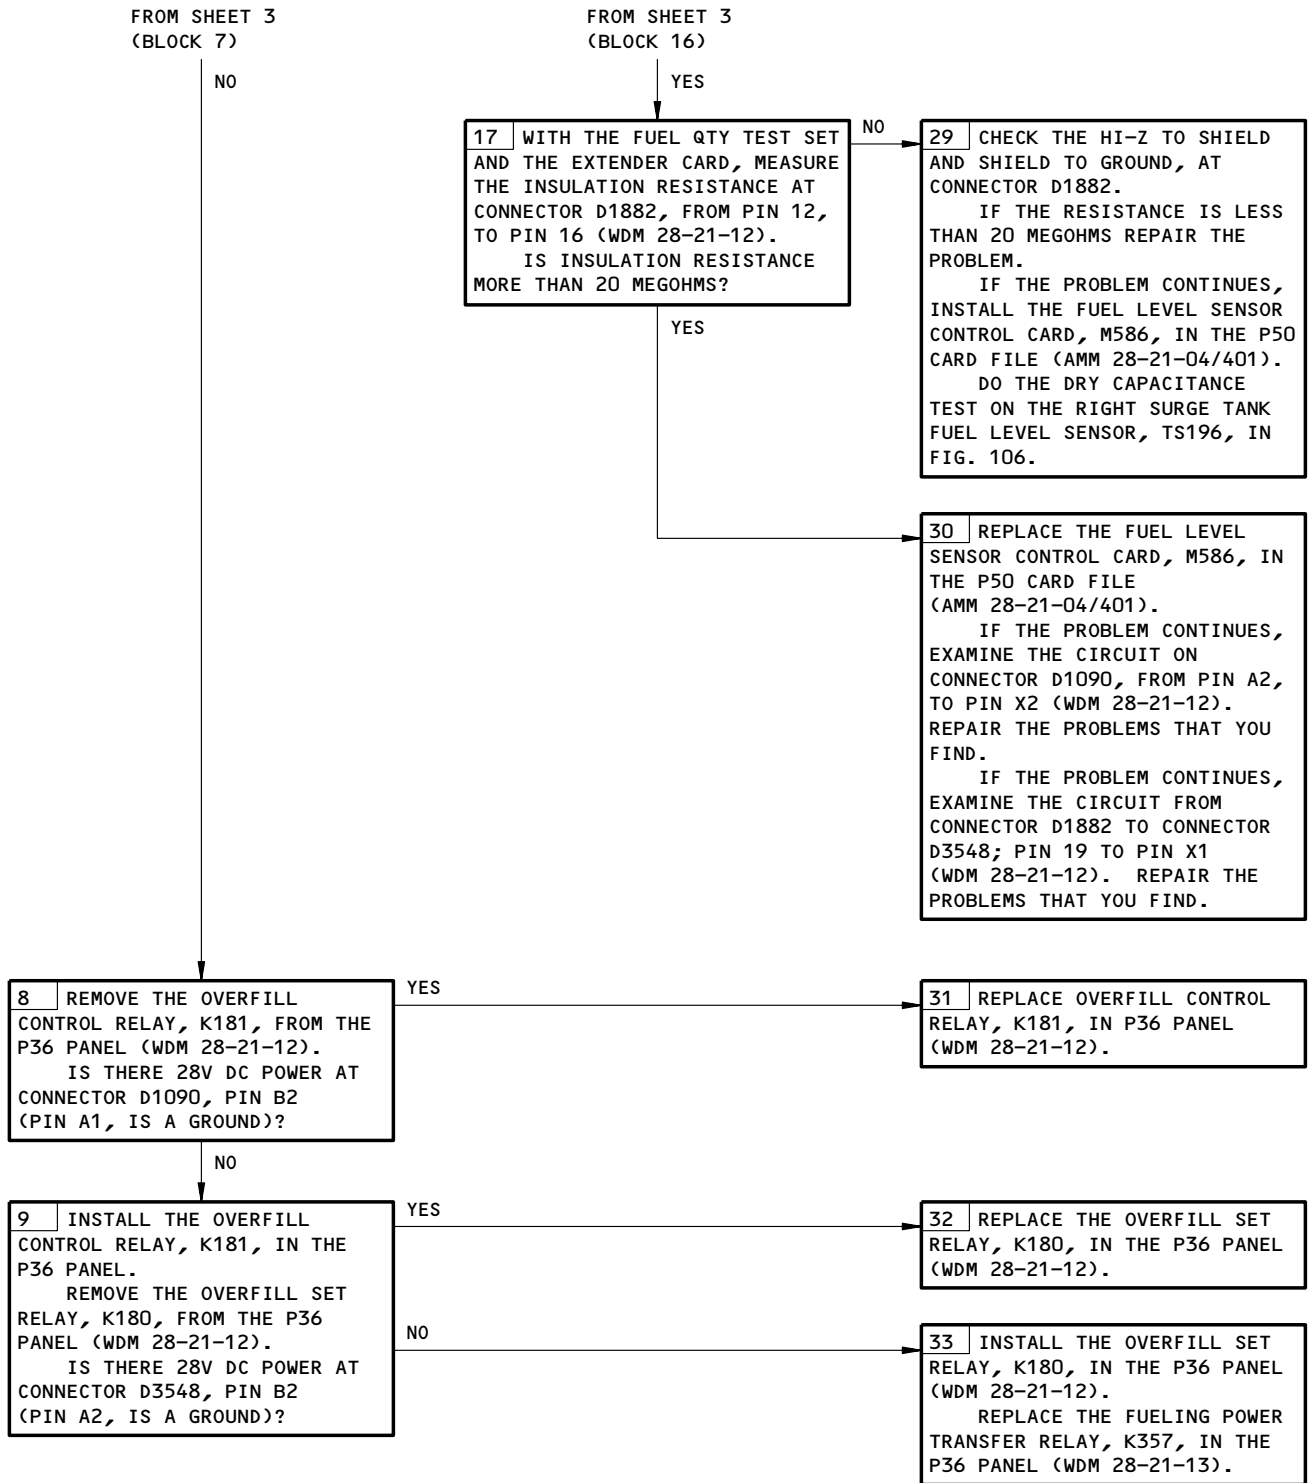 FROM SHEET 3
(BLOCK 7)
NO
FROM SHEET 3
(BLOCK 16)
YES
17 WITH THE FUEL QTY TEST SET
AND THE EXTENDER CARD, MEASURE
THE INSULATION RESISTANCE AT
CONNECTOR D1882, FROM PIN 12,
TO PIN 16 (WDM 28-21-12).
IS INSULATION RESISTANCE
MORE THAN 20 MEGOHMS?
NO
YES
29 CHECK THE HI-Z TO SHIELD
AND SHIELD TO GROUND, AT
CONNECTOR D1882.
IF THE RESISTANCE IS LESS
THAN 20 MEGOHMS REPAIR THE
PROBLEM.
IF THE PROBLEM CONTINUES,
INSTALL THE FUEL LEVEL SENSOR
CONTROL CARD, M586, IN THE P50
CARD FILE (AMM 28-21-04/401).
DO THE DRY CAPACITANCE
TEST ON THE RIGHT SURGE TANK
FUEL LEVEL SENSOR, TS196, IN
FIG. 106.
30 REPLACE THE FUEL LEVEL
SENSOR CONTROL CARD, M586, IN
THE P50 CARD FILE
(AMM 28-21-04/401).
IF THE PROBLEM CONTINUES,
EXAMINE THE CIRCUIT ON
CONNECTOR D1090, FROM PIN A2,
TO PIN X2 (WDM 28-21-12).
REPAIR THE PROBLEMS THAT YOU
FIND.
IF THE PROBLEM CONTINUES,
EXAMINE THE CIRCUIT FROM
CONNECTOR D1882 TO CONNECTOR
D3548; PIN 19 TO PIN X1
(WDM 28-21-12). REPAIR THE
PROBLEMS THAT YOU FIND.
8 REMOVE THE OVERFILL
CONTROL RELAY, K181, FROM THE
P36 PANEL (WDM 28-21-12).
IS THERE 28V DC POWER AT
CONNECTOR D1090, PIN B2
(PIN A1, IS A GROUND)?
YES
NO
31 REPLACE OVERFILL CONTROL
RELAY, K181, IN P36 PANEL
(WDM 28-21-12).
9 INSTALL THE OVERFILL
CONTROL RELAY, K181, IN THE
P36 PANEL.
REMOVE THE OVERFILL SET
RELAY, K180, FROM THE P36
PANEL (WDM 28-21-12).
IS THERE 28V DC POWER AT
CONNECTOR D3548, PIN B2
(PIN A2, IS A GROUND)?
YES
NO
32 REPLACE THE OVERFILL SET
RELAY, K180, IN THE P36 PANEL
(WDM 28-21-12).
33 INSTALL THE OVERFILL SET
RELAY, K180, IN THE P36 PANEL
(WDM 28-21-12).
REPLACE THE FUELING POWER
TRANSFER RELAY, K357, IN THE
P36 PANEL (WDM 28-21-13).